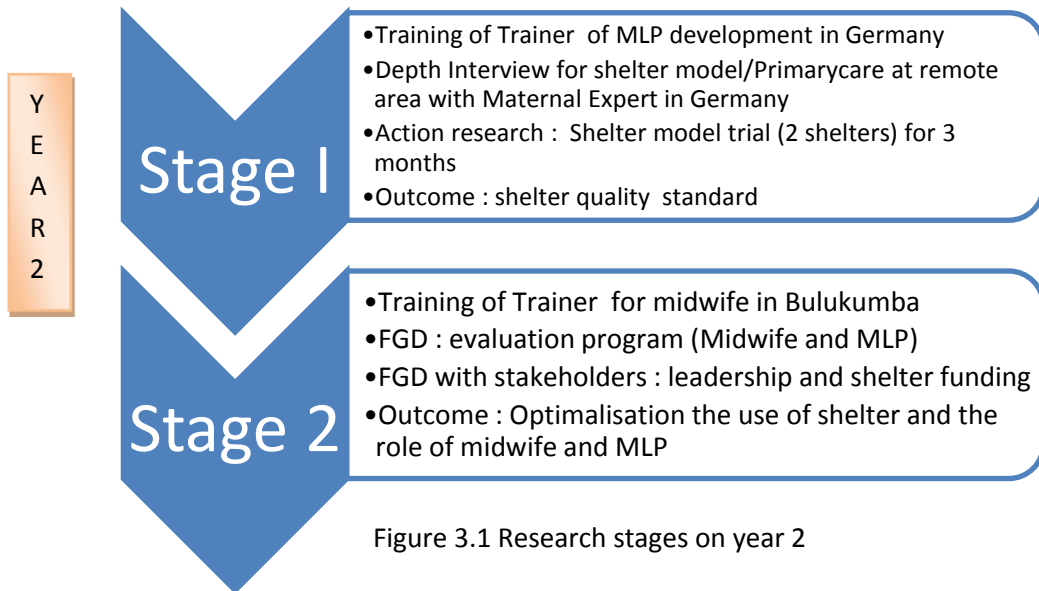 Y
E
A
R
2
Stage I
•Training of Trainer  of MLP development in Germany
•Depth Interview for shelter model/Primarycare at remote
area with Maternal Expert in Germany
•Action research :  Shelter model trial (2 shelters) for 3
months
•Outcome : shelter quality  standard
Stage 2
•Training of Trainer  for midwife in Bulukumba
•FGD : evaluation program (Midwife and MLP)
•FGD with stakeholders : leadership and shelter funding
•Outcome : Optimalisation the use of shelter and the
role of midwife and MLP
Figure 3.1 Research stages on year 2